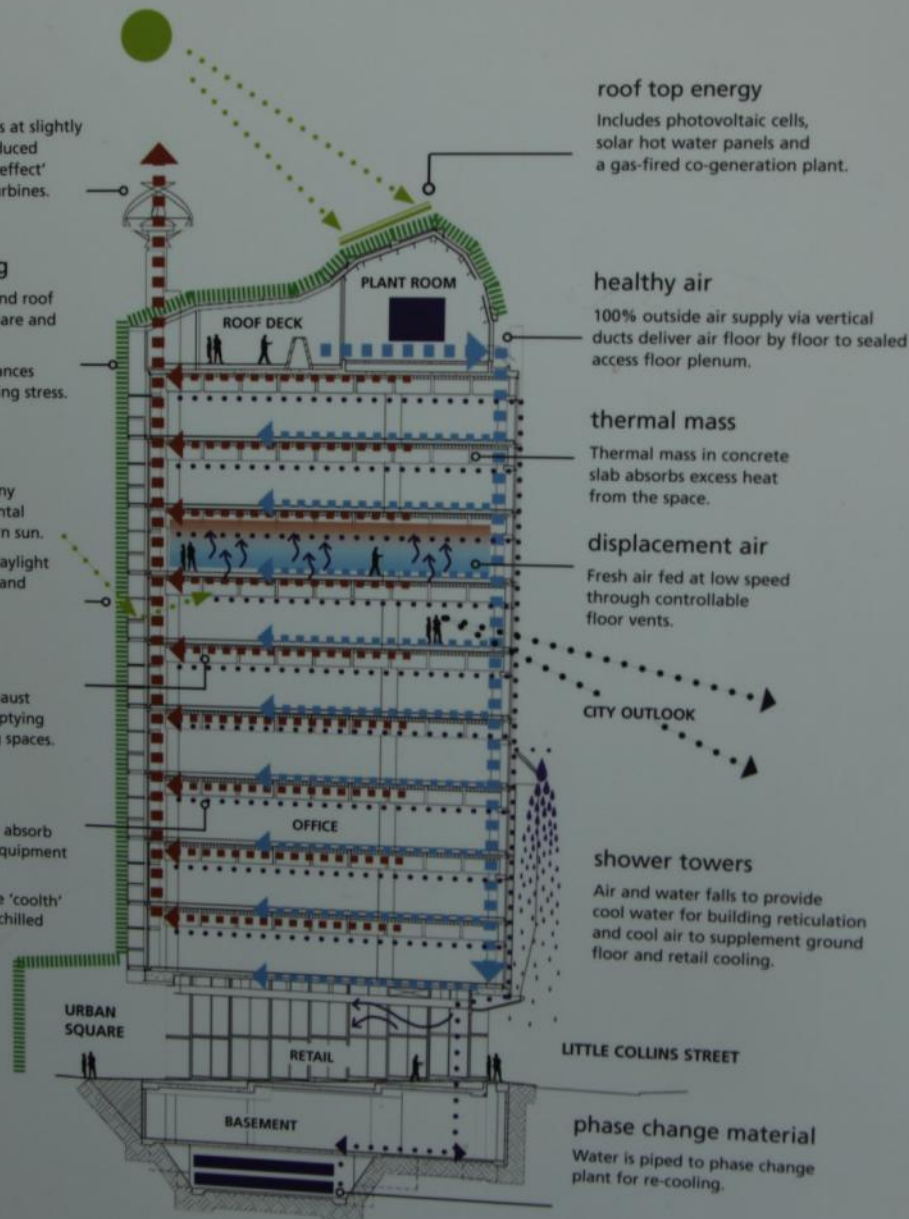 s at slightly
duced
effect'
rbines.
g
nd roof
are and
ances
ing stress.
ny
ntal
n sun.
aylight
and
aust
ptying
g spaces.
absorb
quipment
e 'coolth'
chilled
roof top energy
Includes photovoltaic cells,
solar hot water panels and
a gas-fired co-generation plant.
PLANT ROOM
ROOF DECK
healthy air
100% outside air supply via vertical
ducts deliver air floor by floor to sealed
access floor plenum.
thermal mass
Thermal mass in concrete
slab absorbs excess heat
from the space.
displacement air
Fresh air fed at low speed
through controllable
floor vents.
CITY OUTLOOK
OFFICE
shower towers
Air and water falls to provide
cool water for building reticulation
and cool air to supplement ground
floor and retail cooling.
URBAN
SQUARE
RETAIL
LITTLE COLLINS STREET
BASEMENT
phase change material
Water is piped to phase change
plant for re-cooling.